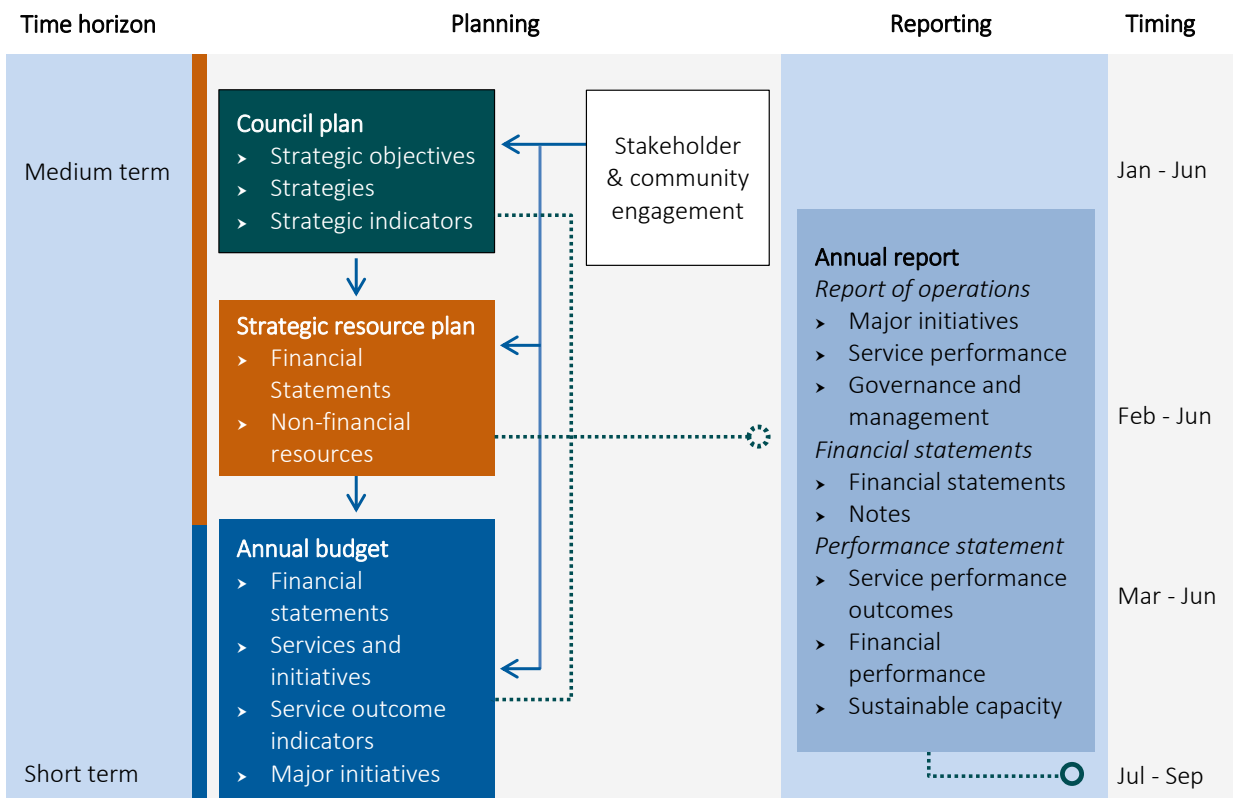 Time horizon
Planning
Reporting
Timing
Medium term
Short term
Council plan
➢ Strategic objectives
➢ Strategies
➢ Strategic indicators
Stakeholder
& community
engagement
Strategic resource plan
➢ Financial
Statements
➢ Non-financial
resources
Annual budget
➢ Financial
statements
➢ Services and
initiatives
➢ Service outcome
indicators
➢ Major initiatives
Annual report
Report of operations
➢ Major initiatives
➢ Service performance
➢ Governance and
management
Financial statements
➢ Financial statements
➢ Notes
Performance statement
➢ Service performance
outcomes
➢ Financial
performance
➢ Sustainable capacity
Jan - Jun
Feb - Jun
Mar - Jun
Jul - Sep